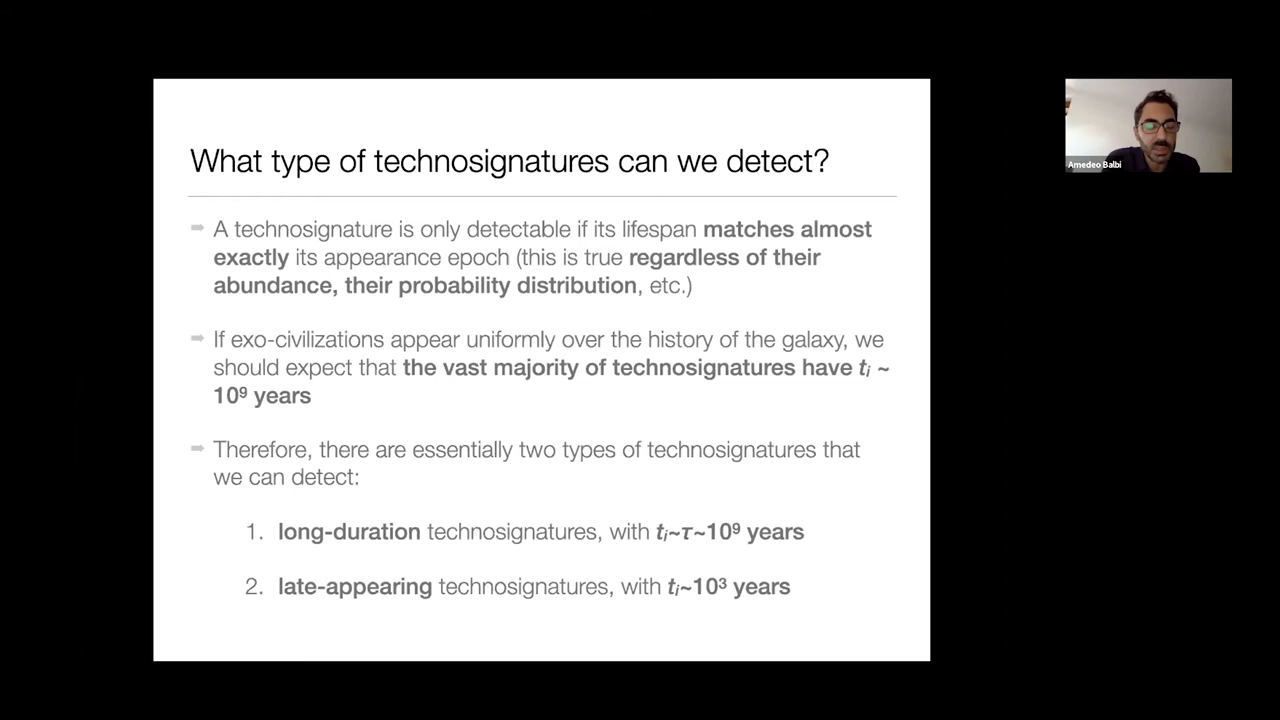 What type of technosignatures can we detect?
➡ A technosignature is only detectable if its lifespan matches almost
exactly its appearance epoch (this is true regardless of their
abundance, their probability distribution, etc.)
➡ If exo-civilizations appear uniformly over the history of the galaxy, we
should expect that the vast majority of technosignatures have tᵢ ~
10⁹ years
➡ Therefore, there are essentially two types of technosignatures that
we can detect:
1. long-duration technosignatures, with tᵢ~τ~10⁹ years
2. late-appearing technosignatures, with tᵢ~10³ years
Amedeo Balbi